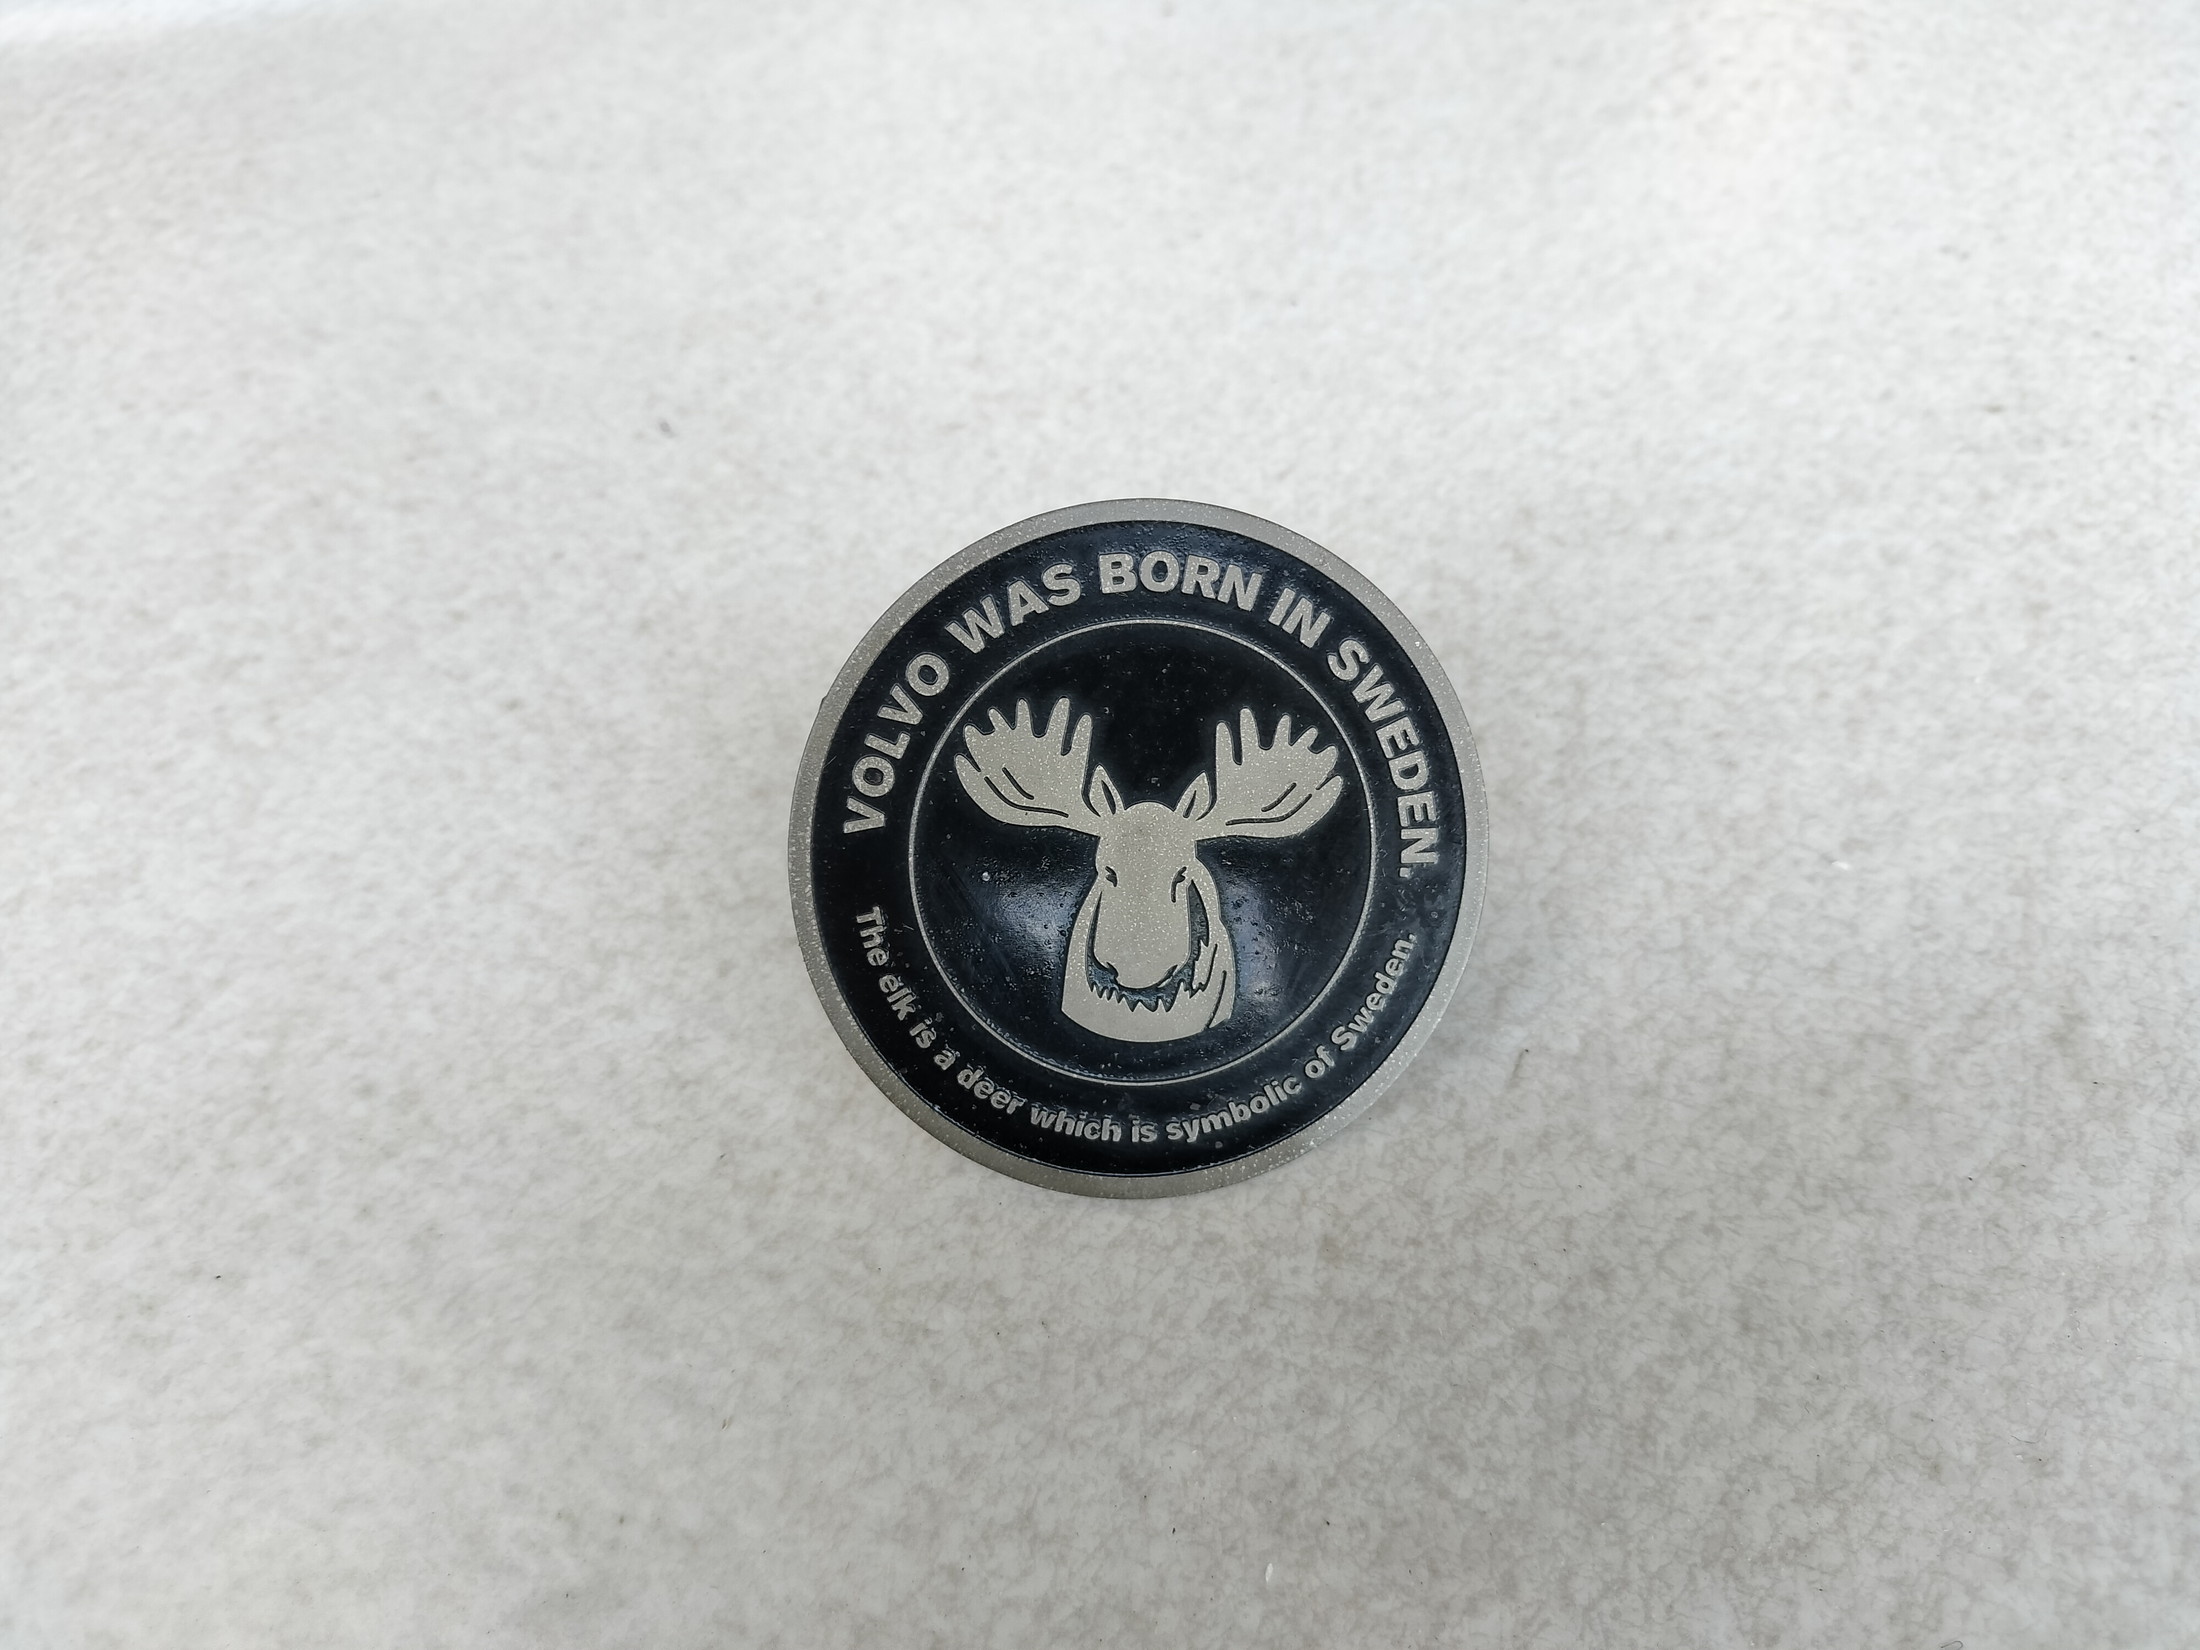 VOLVO WAS BORN IN SWEDEN.
The elk is a deer which is symbolic of Sweden.